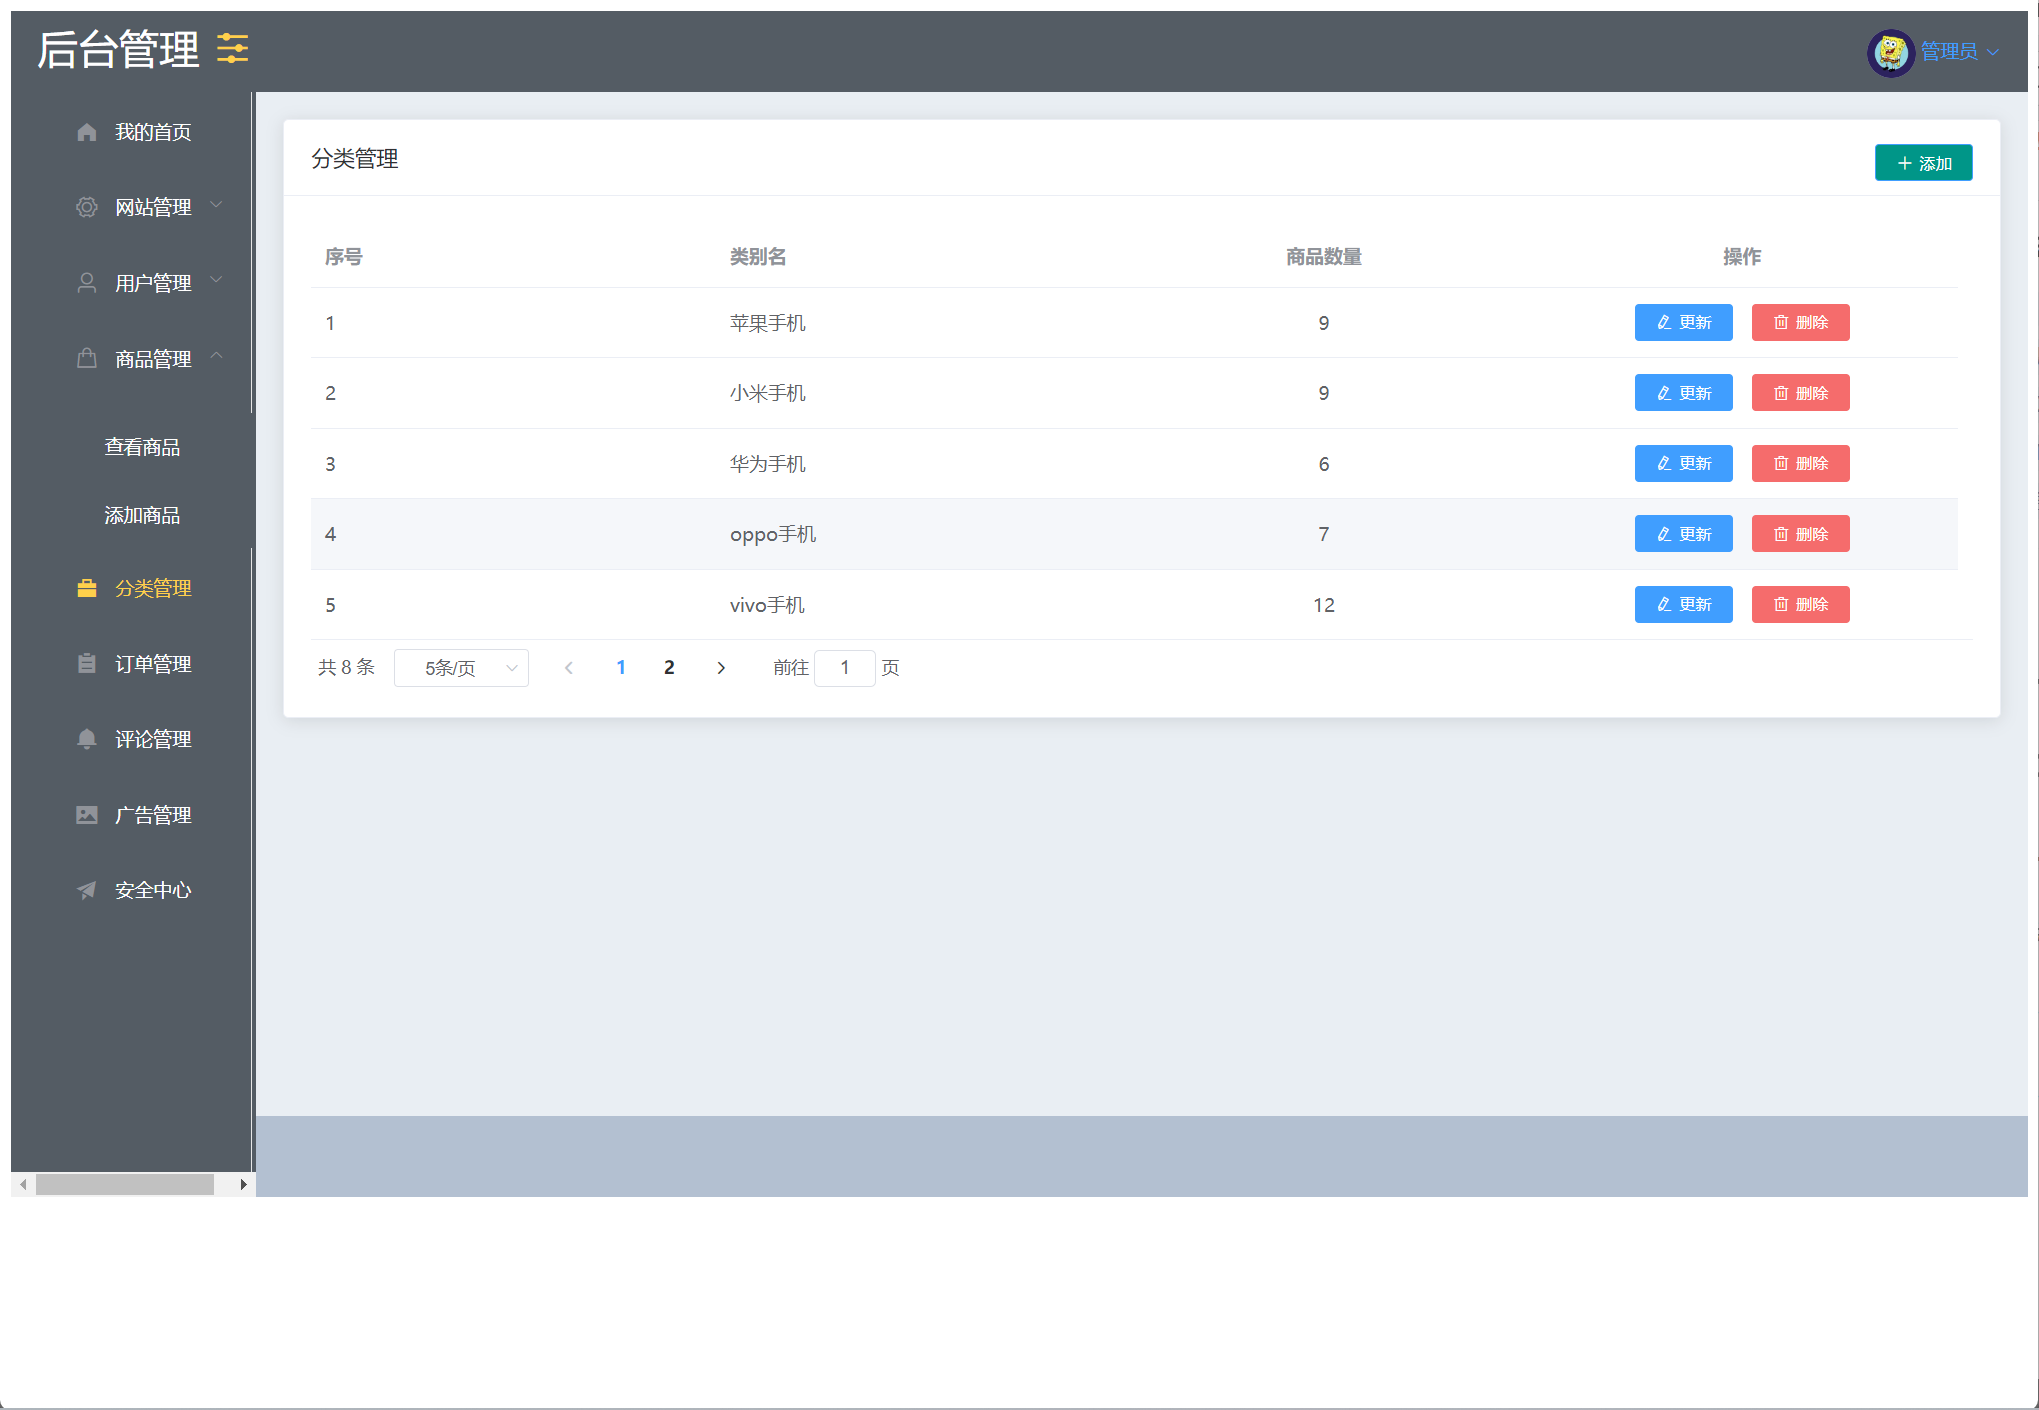 后台管理
管理员
我的首页
网站管理
用户管理
商品管理
查看商品
添加商品
分类管理
订单管理
评论管理
广告管理
安全中心
分类管理
添加
序号 类别名 商品数量 操作
1 苹果手机 9 更新 删除
2 小米手机 9 更新 删除
3 华为手机 6 更新 删除
4 oppo手机 7 更新 删除
5 vivo手机 12 更新 删除
共 8 条 5条/页 1 2 前往 1 页